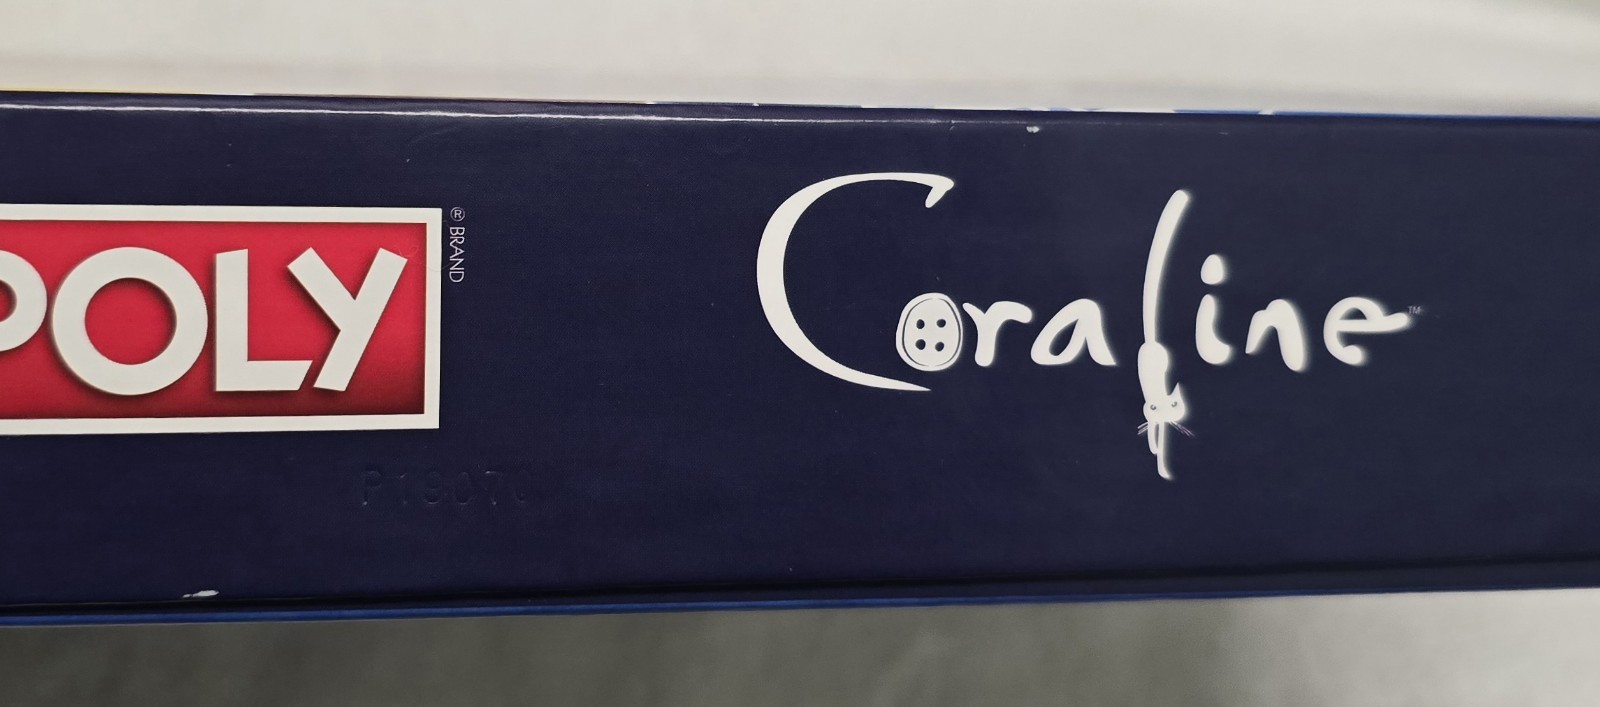 POLY
® BRAND
Coraline™